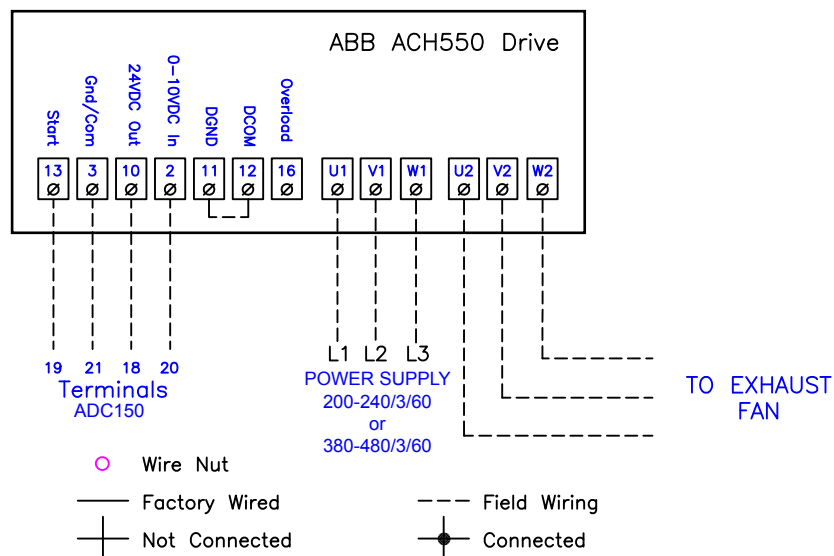 ABB ACH550 Drive
Start
Gnd/Com
24VDC Out
0-10VDC In
DGND
DCOM
Overload
13 3 10 2 11 12 16 U1 V1 W1 U2 V2 W2
L1 L2 L3
19 21 18 20
Terminals
ADC150
POWER SUPPLY
200-240/3/60
or
380-480/3/60
TO EXHAUST
FAN
Wire Nut
Factory Wired
Field Wiring
Not Connected
Connected